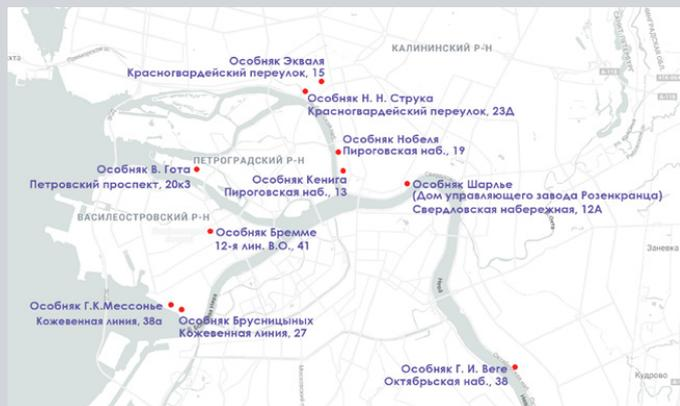 КАЛИНИНСКИЙ Р-Н
Особняк Экваля
Красногвардейский переулок, 15
Особняк Н. Н. Струка
Красногвардейский переулок, 23Д
Особняк Нобеля
Пироговская наб., 19
ПЕТРОГРАДСКИЙ Р-Н
Особняк В. Гота
Петровский проспект, 20к3
Особняк Кенига
Пироговская наб., 13
Особняк Шарлье
(Дом управляющего завода Розенкранца)
Свердловская набережная, 12А
ВАСИЛЕОСТРОВСКИЙ Р-Н
Особняк Бремме
12-я лин. В.О., 41
Заневка
Особняк Г.К.Мессонье
Кожевенная линия, 38а
Особняк Брусницыных
Кожевенная линия, 27
Особняк Г. И. Веге
Октябрьская наб., 38
Кудрово